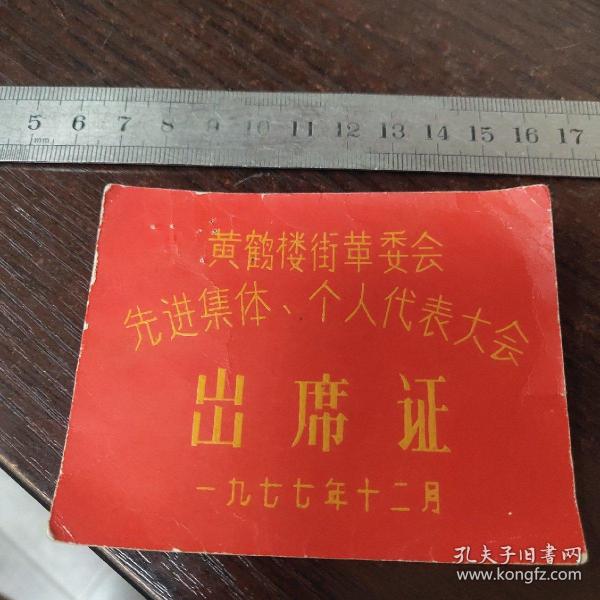 5 6 7 8 9 10 11 12 13 14 15 16 17
mm
黄鹤楼街革委会
先进集体、个人代表大会
出席证
一九七七年十二月
孔夫子旧书网
www.kongfz.com